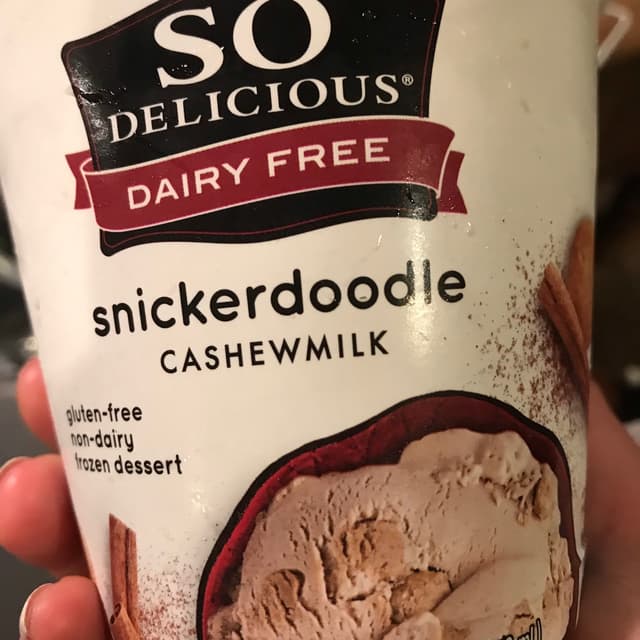 SO
DELICIOUS®
DAIRY FREE
snickerdoodle
CASHEWMILK
gluten-free
non-dairy
frozen dessert